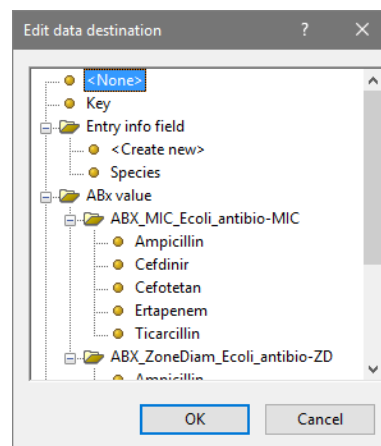 Edit data destination
?
<None>
Key
Entry info field
<Create new>
Species
ABx value
ABX_MIC_Ecoli_antibio-MIC
Ampicillin
Cefdinir
Cefotetan
Ertapenem
Ticarcillin
ABX_ZoneDiam_Ecoli_antibio-ZD
Ampicillin
OK Cancel